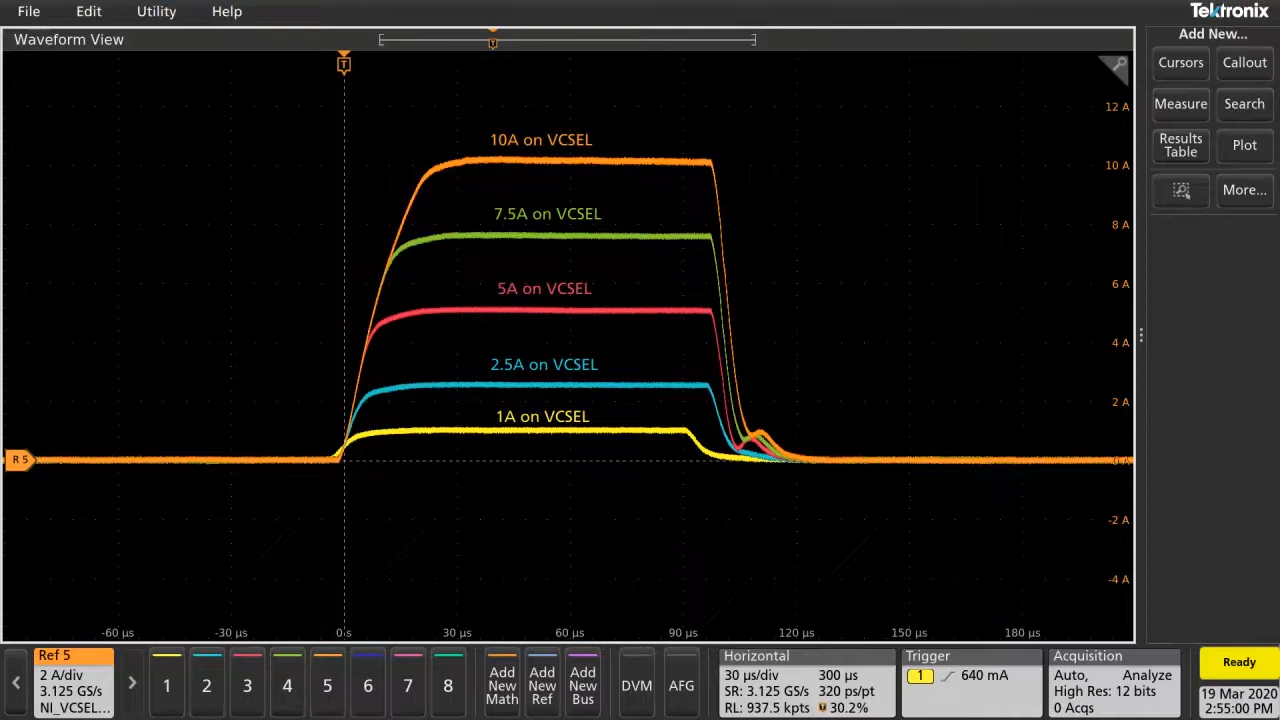 File Edit Utility Help
Tektronix
Waveform View
Add New...
Cursors Callout
Measure Search
Results Table Plot
More...
T
T
12 A
10A on VCSEL
10 A
7.5A on VCSEL
8 A
5A on VCSEL
6 A
4 A
2.5A on VCSEL
2 A
1A on VCSEL
R 5
0 A
-2 A
-4 A
-60 µs -30 µs 0 s 30 µs 60 µs 90 µs 120 µs 150 µs 180 µs
Ref 5
2 A/div
3.125 GS/s
NI_VCSEL...
1 2 3 4 5 6 7 8
Add New Math
Add New Ref
Add New Bus
DVM AFG
Horizontal
30 µs/div 300 µs
SR: 3.125 GS/s 320 ps/pt
RL: 937.5 kpts 30.2%
Trigger
1 640 mA
Acquisition
Auto, Analyze
High Res: 12 bits
0 Acqs
Ready
19 Mar 2020
2:55:00 PM